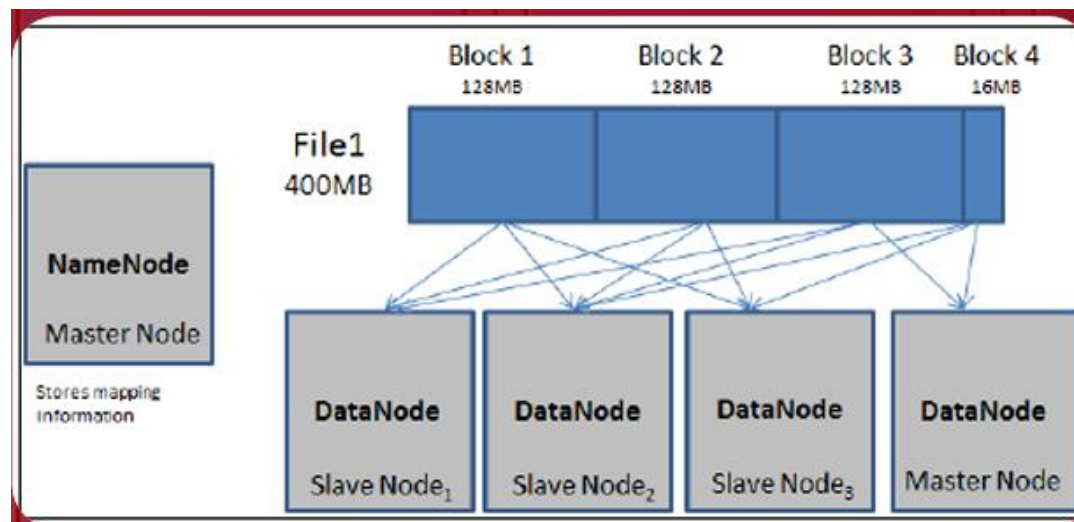 Block 1
128MB
Block 2
128MB
Block 3
128MB
Block 4
16MB
File1
400MB
NameNode
Master Node
Stores mapping
Information
DataNode
Slave Node₁
DataNode
Slave Node₂
DataNode
Slave Node₃
DataNode
Master Node